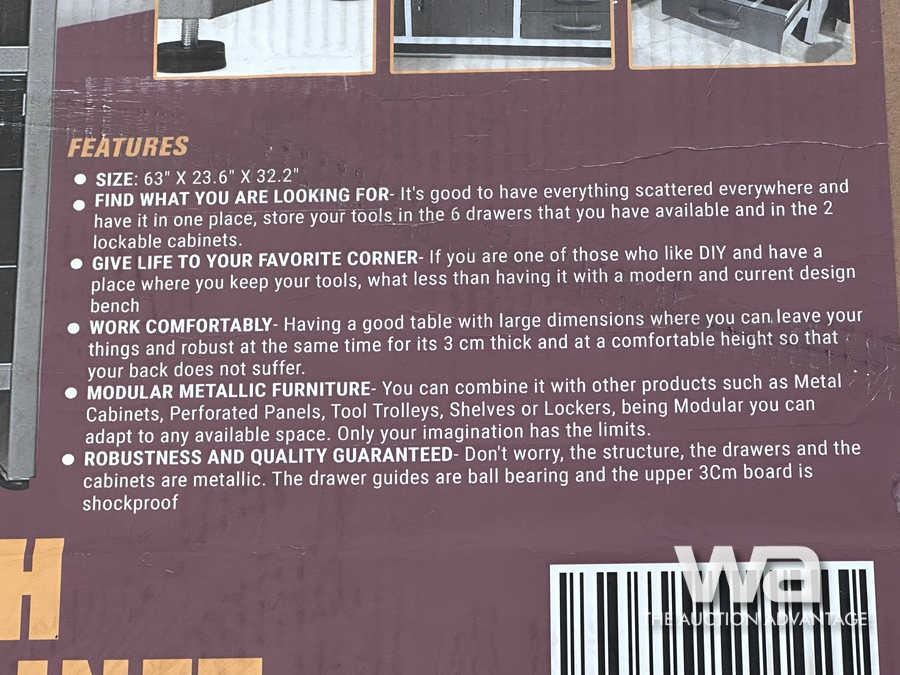 FEATURES
● SIZE: 63" X 23.6" X 32.2"
● FIND WHAT YOU ARE LOOKING FOR- It's good to have everything scattered everywhere and
have it in one place, store your tools in the 6 drawers that you have available and in the 2
lockable cabinets.
● GIVE LIFE TO YOUR FAVORITE CORNER- If you are one of those who like DIY and have a
place where you keep your tools, what less than having it with a modern and current design
bench
● WORK COMFORTABLY- Having a good table with large dimensions where you can leave your
things and robust at the same time for its 3 cm thick and at a comfortable height so that
your back does not suffer.
● MODULAR METALLIC FURNITURE- You can combine it with other products such as Metal
Cabinets, Perforated Panels, Tool Trolleys, Shelves or Lockers, being Modular you can
adapt to any available space. Only your imagination has the limits.
● ROBUSTNESS AND QUALITY GUARANTEED- Don't worry, the structure, the drawers and the
cabinets are metallic. The drawer guides are ball bearing and the upper 3Cm board is
shockproof
H
wa
THE AUCTION ADVANTAGE